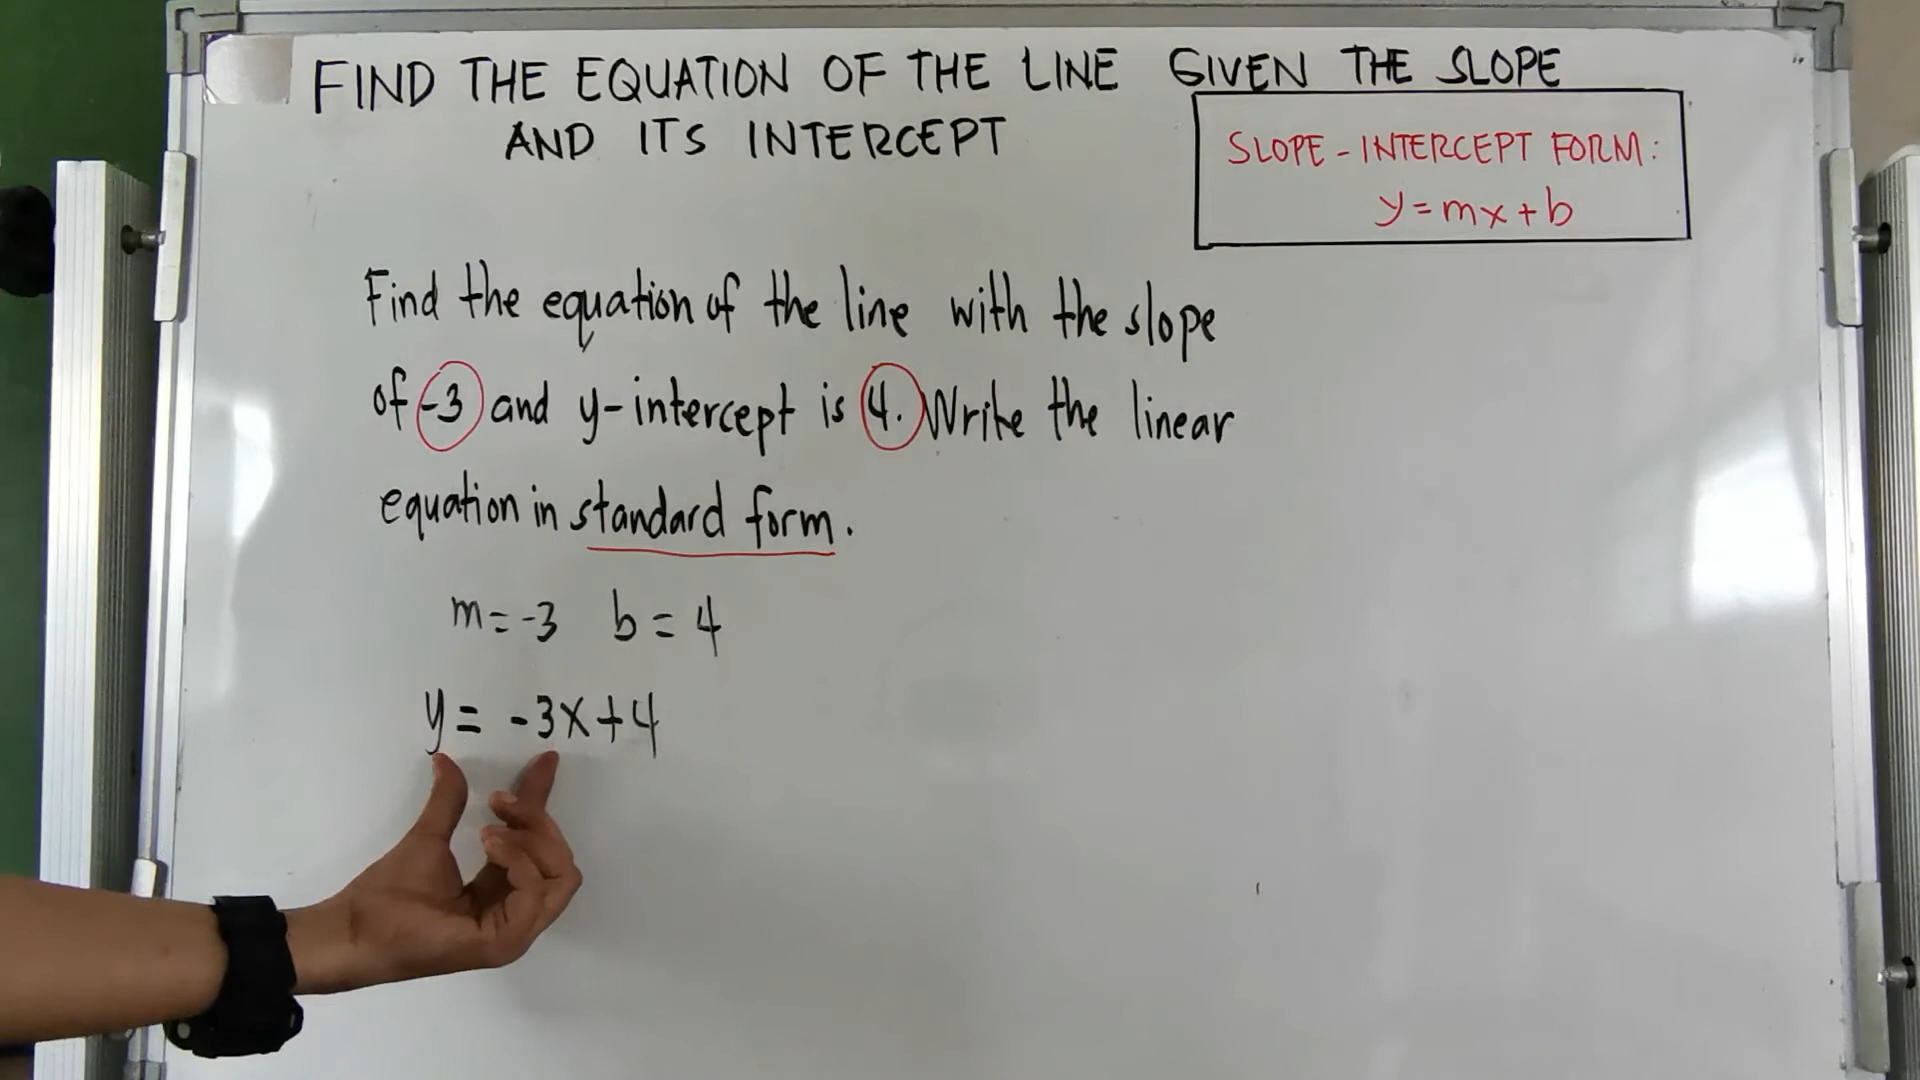 FIND THE EQUATION OF THE LINE GIVEN THE SLOPE
AND ITS INTERCEPT
SLOPE-INTERCEPT FORM:
y=mx+b
Find the equation of the line with the slope
of -3 and y-intercept is 4. Write the linear
equation in standard form.
m=-3 b=4
y= -3x+4